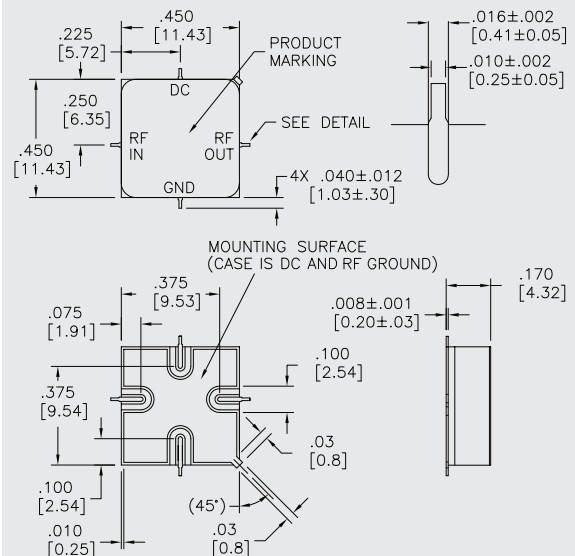 .450
[11.43]
.225
[5.72]
PRODUCT
MARKING
.016±.002
[0.41±0.05]
.010±.002
[0.25±0.05]
DC
.250
[6.35]
SEE DETAIL
.450
[11.43]
RF
IN
RF
OUT
GND
4X .040±.012
[1.03±.30]
MOUNTING SURFACE
(CASE IS DC AND RF GROUND)
.375
[9.53]
.170
[4.32]
.075
[1.91]
.008±.001
[0.20±.03]
.100
[2.54]
.375
[9.54]
.03
[0.8]
.100
[2.54]
(45°)
.010
[0.25]
.03
[0.8]